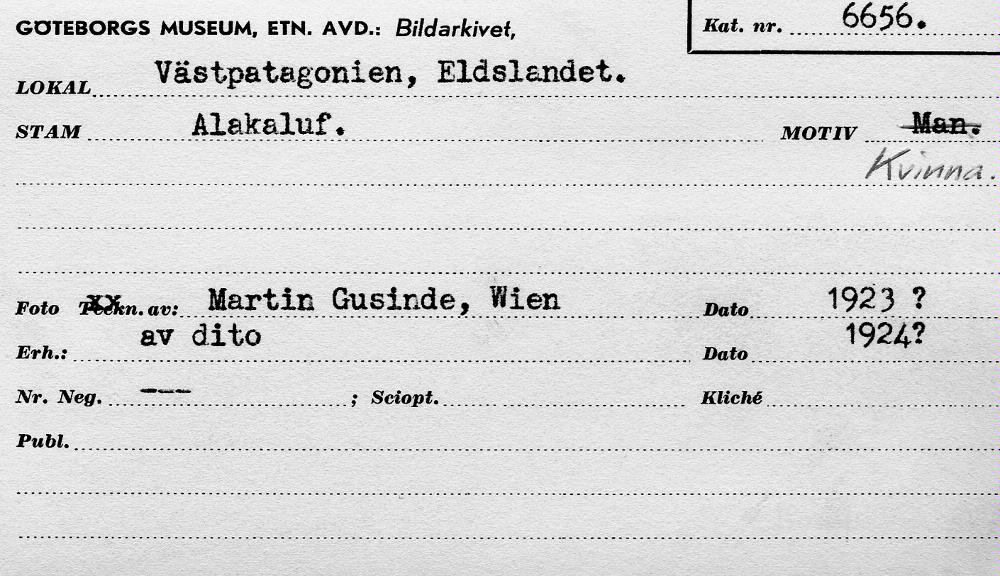 GÖTEBORGS MUSEUM, ETN. AVD.: Bildarkivet,
Kat. nr. 6656.
LOKAL Västpatagonien, Eldslandet.
STAM Alakaluf. MOTIV Man.
Kvinna.
Foto Teckn. av: Martin Gusinde, Wien Dato 1923 ?
Erh.: av dito Dato 1924?
Nr. Neg. --- ; Sciopt. Kliché
Publ.